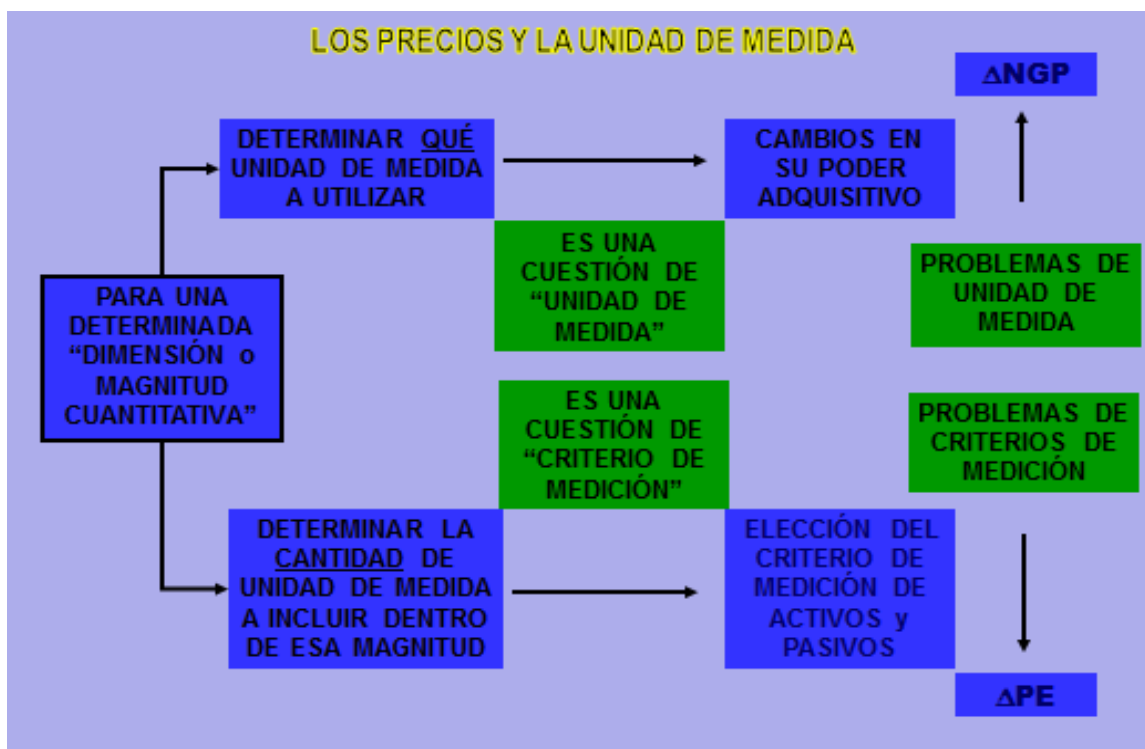 LOS PRECIOS Y LA UNIDAD DE MEDIDA
ΔNGP
DETERMINAR QUÉ
UNIDAD DE MEDIDA
A UTILIZAR
CAMBIOS EN
SU PODER
ADQUISITIVO
ES UNA
CUESTIÓN DE
“UNIDAD DE
MEDIDA”
PROBLEMAS DE
UNIDAD DE
MEDIDA
PARA UNA
DETERMINADA
“DIMENSIÓN o
MAGNITUD
CUANTITATIVA”
ES UNA
CUESTIÓN DE
“CRITERIO DE
MEDICIÓN”
PROBLEMAS DE
CRITERIOS DE
MEDICIÓN
DETERMINAR LA
CANTIDAD DE
UNIDAD DE MEDIDA
A INCLUIR DENTRO
DE ESA MAGNITUD
ELECCIÓN DEL
CRITERIO DE
MEDICIÓN DE
ACTIVOS y
PASIVOS
ΔPE